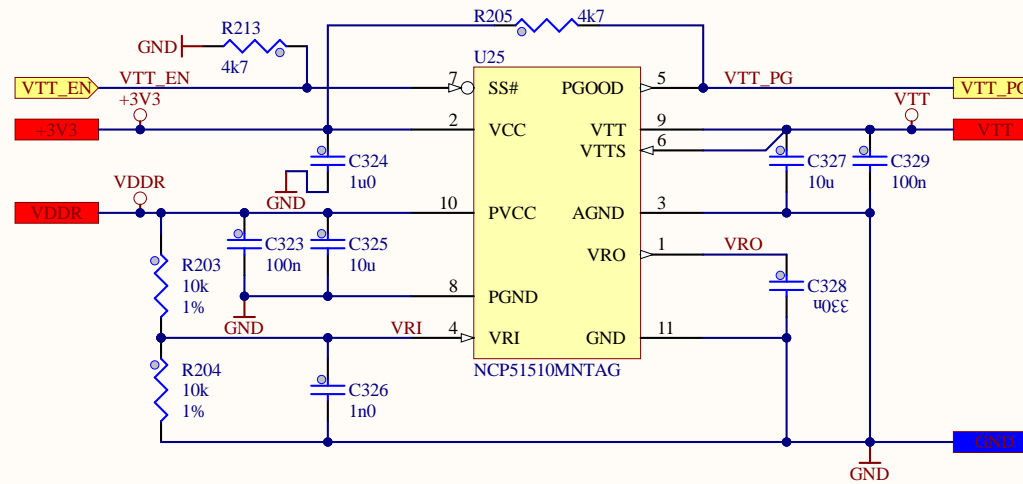 R205 4k7
R213
GND
4k7
U25
VTT_EN
VTT_EN
7 SS#
PGOOD 5
VTT_PG
VTT_PG
+3V3
+3V3
2 VCC
VTT 9
VTT
VTT
VTTS 6
C324
1u0
GND
C327
10u
C329
100n
VDDR
VDDR
10 PVCC
AGND 3
C323
100n
C325
10u
VRO 1
VRO
R203
10k
1%
C328
330n
8 PGND
GND
VRI
4 VRI
GND 11
R204
10k
1%
C326
1n0
NCP51510MNTAG
GND
GND